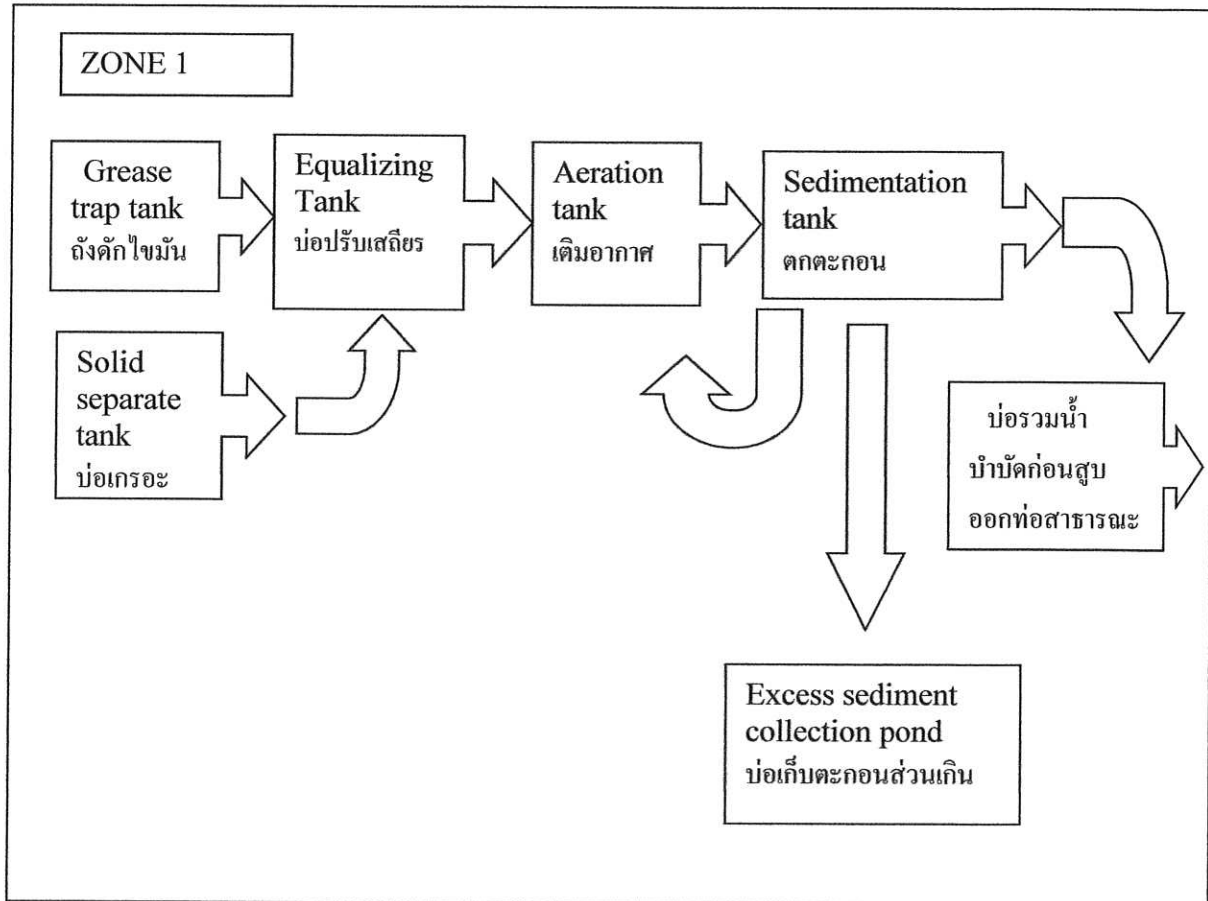 ZONE 1
Grease
trap tank
ถังดักไขมัน
Equalizing
Tank
บ่อปรับเสถียร
Aeration
tank
เติมอากาศ
Sedimentation
tank
ตกตะกอน
Solid
separate
tank
บ่อเกรอะ
บ่อรวมน้ำ
บำบัดก่อนสูบ
ออกท่อสาธารณะ
Excess sediment
collection pond
บ่อเก็บตะกอนส่วนเกิน